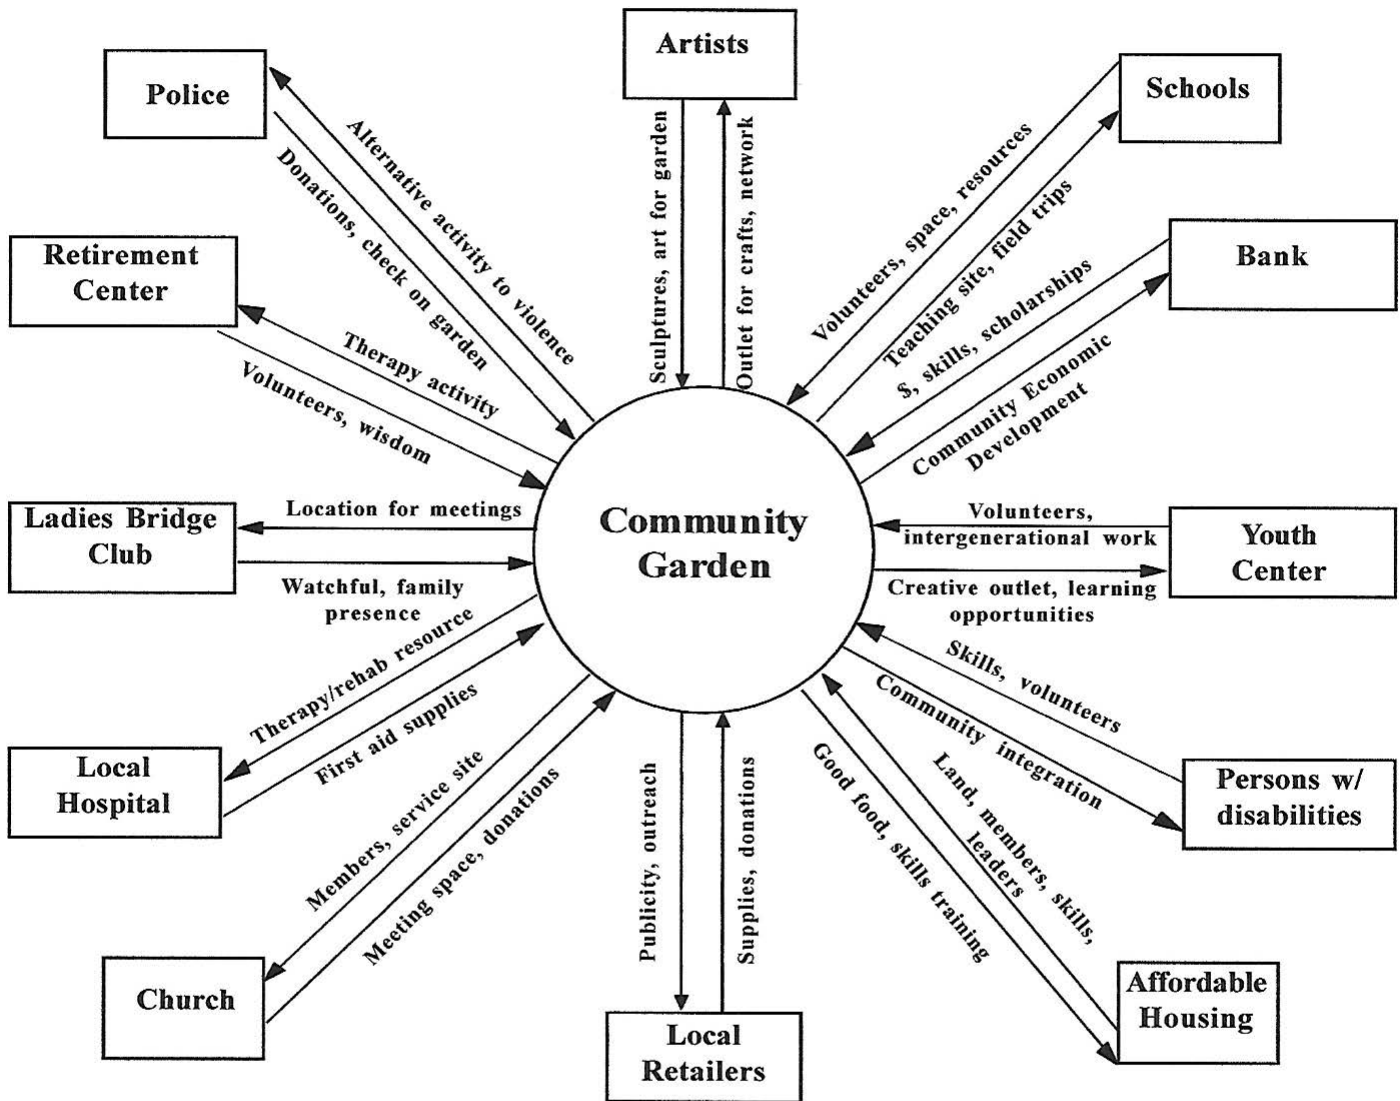 Artists
Police
Schools
Alternative activity to violence
Donations, check on garden
Sculptures, art for garden
Outlet for crafts, network
Volunteers, space, resources
Teaching site, field trips
Retirement
Center
Bank
Therapy activity
Volunteers, wisdom
$, skills, scholarships
Community Economic
Development
Ladies Bridge
Club
Location for meetings
Watchful, family
presence
Community
Garden
Volunteers,
intergenerational work
Creative outlet, learning
opportunities
Youth
Center
Therapy/rehab resource
First aid supplies
Skills, volunteers
Community integration
Local
Hospital
Persons w/
disabilities
Members, service site
Meeting space, donations
Publicity, outreach
Supplies, donations
Good food, skills training
Land, members, skills,
leaders
Church
Local
Retailers
Affordable
Housing